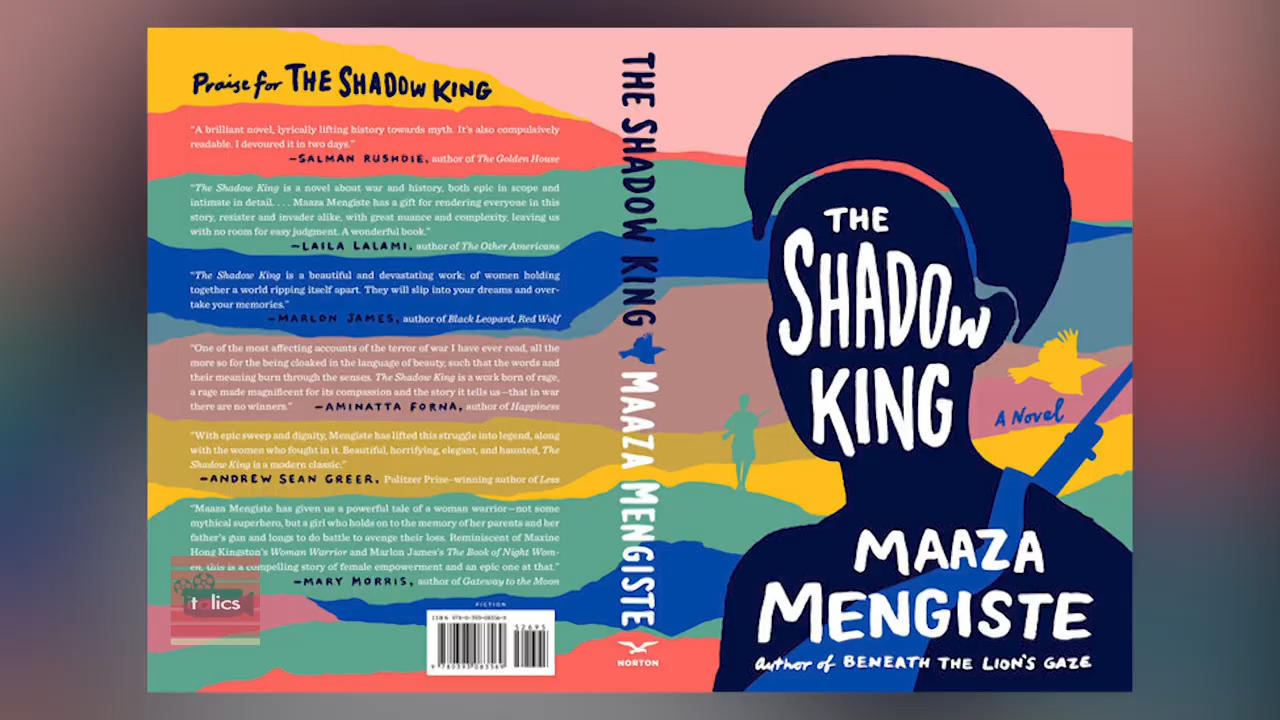 Praise for THE SHADOW KING
"A brilliant novel, lyrically lifting history towards myth. It's also compulsively
readable. I devoured it in two days."
—SALMAN RUSHDIE, author of The Golden House
"The Shadow King is a novel about war and history, both epic in scope and
intimate in detail. . . . Maaza Mengiste has a gift for rendering everyone in this
story, resister and invader alike, with great nuance and complexity, leaving us
with no room for easy judgment. A wonderful book."
—LAILA LALAMI, author of The Other Americans
"The Shadow King is a beautiful and devastating work; of women holding
together a world ripping itself apart. They will slip into your dreams and over-
take your memories."
—MARLON JAMES, author of Black Leopard, Red Wolf
"One of the most affecting accounts of the terror of war I have ever read, all the
more so for the being cloaked in the language of beauty, such that the words and
their meaning burn through the senses. The Shadow King is a work born of rage,
a rage made magnificent for its compassion and the story it tells us—that in war
there are no winners." —AMINATTA FORNA, author of Happiness
"With epic sweep and dignity, Mengiste has lifted this struggle into legend, along
with the women who fought in it. Beautiful, horrifying, elegant, and haunted, The
Shadow King is a modern classic."
—ANDREW SEAN GREER, Pulitzer Prize–winning author of Less
"Maaza Mengiste has given us a powerful tale of a woman warrior—not some
mythical superhero, but a girl who holds on to the memory of her parents and her
father's gun and longs to do battle to avenge their loss. Reminiscent of Maxine
Hong Kingston's Woman Warrior and Marlon James's The Book of Night Wom-
en, this is a compelling story of female empowerment and an epic one at that."
—MARY MORRIS, author of Gateway to the Moon
italics
FICTION
52695
9 780393 083569
THE SHADOW KING MAAZA MENGISTE
NORTON
THE
SHADOW
KING
A Novel
MAAZA
MENGISTE
author of BENEATH THE LION'S GAZE